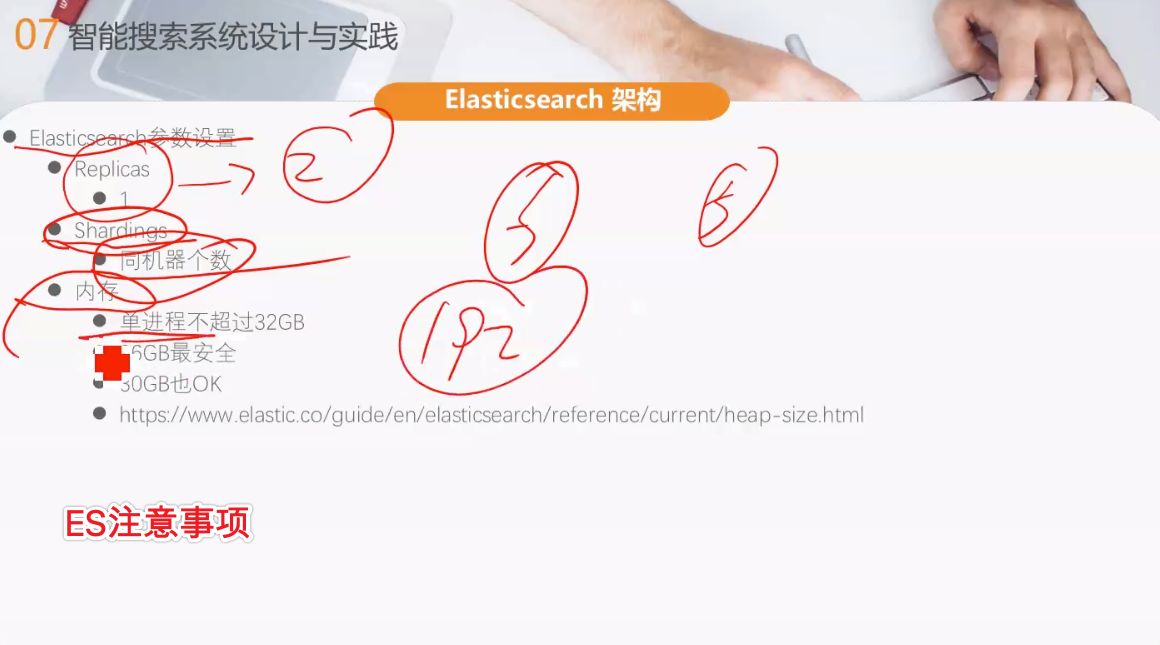 07 智能搜索系统设计与实践
Elasticsearch 架构
Elasticsearch参数设置
Replicas
1
2
5
5
Shardings
同机器个数
内存
单进程不超过32GB
192
6GB最安全
30GB也OK
https://www.elastic.co/guide/en/elasticsearch/reference/current/heap-size.html
ES注意事项